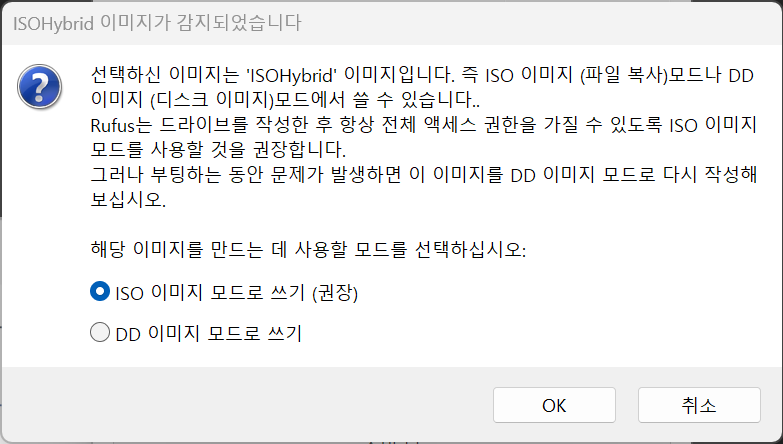 ISOHybrid 이미지가 감지되었습니다
선택하신 이미지는 'ISOHybrid' 이미지입니다. 즉 ISO 이미지 (파일 복사)모드나 DD
이미지 (디스크 이미지)모드에서 쓸 수 있습니다..
Rufus는 드라이브를 작성한 후 항상 전체 액세스 권한을 가질 수 있도록 ISO 이미지
모드를 사용할 것을 권장합니다.
그러나 부팅하는 동안 문제가 발생하면 이 이미지를 DD 이미지 모드로 다시 작성해
보십시오.
해당 이미지를 만드는 데 사용할 모드를 선택하십시오:
ISO 이미지 모드로 쓰기 (권장)
DD 이미지 모드로 쓰기
OK
취소